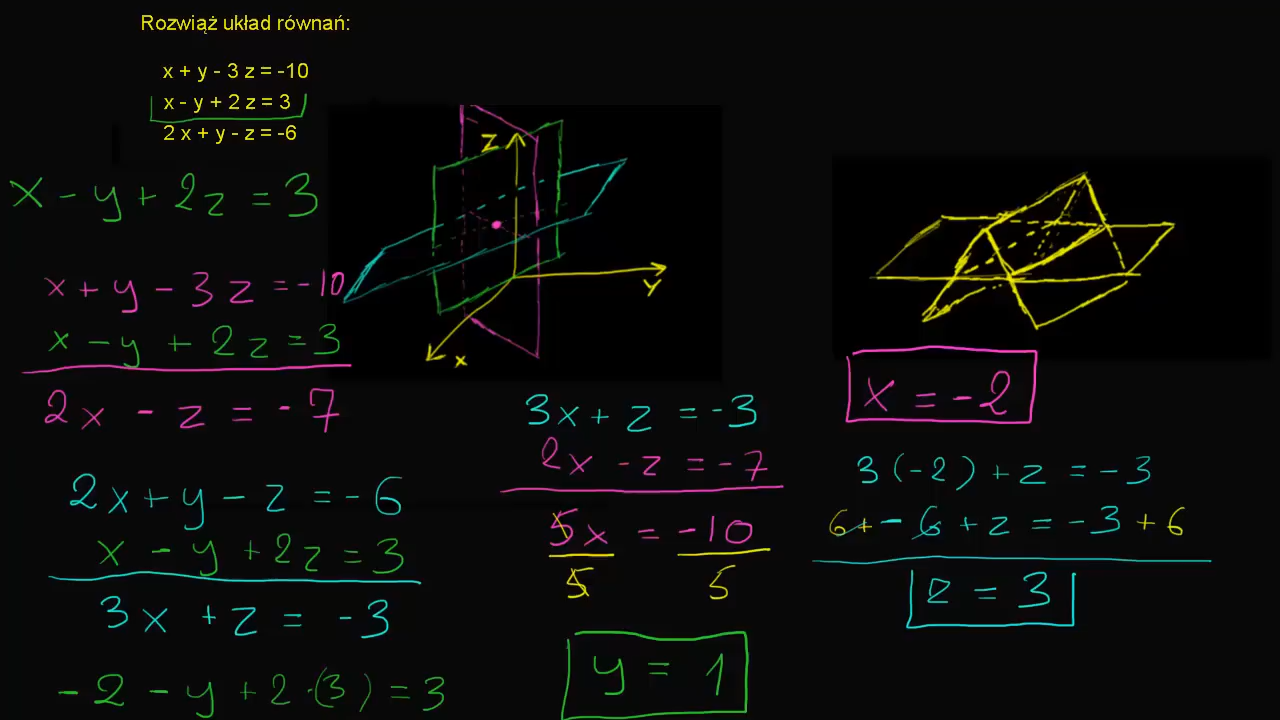 Rozwiąż układ równań:
x + y - 3 z = -10
x - y + 2 z = 3
2 x + y - z = -6
x - y + 2z = 3
x + y - 3z = -10
x - y + 2z = 3
2x - z = -7
2x + y - z = -6
x - y + 2z = 3
3x + z = -3
-2 - y + 2·(3) = 3
z
y
x
3x + z = -3
2x - z = -7
5x = -10
5 5
y = 1
x = -2
3(-2) + z = -3
6+ -6 + z = -3 + 6
z = 3